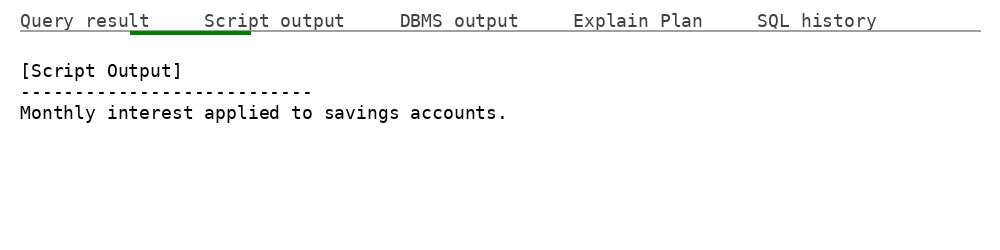 Query result     Script output     DBMS output     Explain Plan     SQL history
[Script Output]
---------------------------
Monthly interest applied to savings accounts.